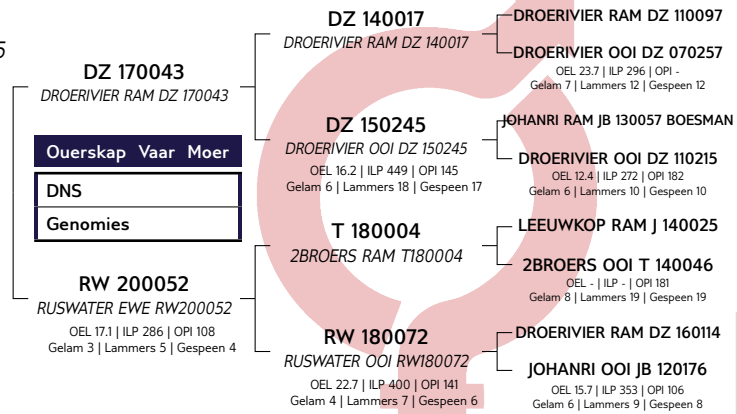 5
DZ 170043
DROERIVIER RAM DZ 170043
Ouerskap Vaar Moer
DNS
Genomies
RW 200052
RUSWATER EWE RW200052
OEL 17.1 | ILP 286 | OPI 108
Gelam 3 | Lammers 5 | Gespeen 4
DZ 140017
DROERIVIER RAM DZ 140017
DZ 150245
DROERIVIER OOI DZ 150245
OEL 16.2 | ILP 449 | OPI 145
Gelam 6 | Lammers 18 | Gespeen 17
T 180004
2BROERS RAM T180004
RW 180072
RUSWATER OOI RW180072
OEL 22.7 | ILP 400 | OPI 141
Gelam 4 | Lammers 7 | Gespeen 6
DROERIVIER RAM DZ 110097
DROERIVIER OOI DZ 070257
OEL 23.7 | ILP 296 | OPI -
Gelam 7 | Lammers 12 | Gespeen 12
JOHANRI RAM JB 130057 BOESMAN
DROERIVIER OOI DZ 110215
OEL 12.4 | ILP 272 | OPI 182
Gelam 6 | Lammers 10 | Gespeen 10
LEEUWKOP RAM J 140025
2BROERS OOI T 140046
OEL - | ILP - | OPI 181
Gelam 8 | Lammers 19 | Gespeen 19
DROERIVIER RAM DZ 160114
JOHANRI OOI JB 120176
OEL 15.7 | ILP 353 | OPI 106
Gelam 6 | Lammers 9 | Gespeen 8